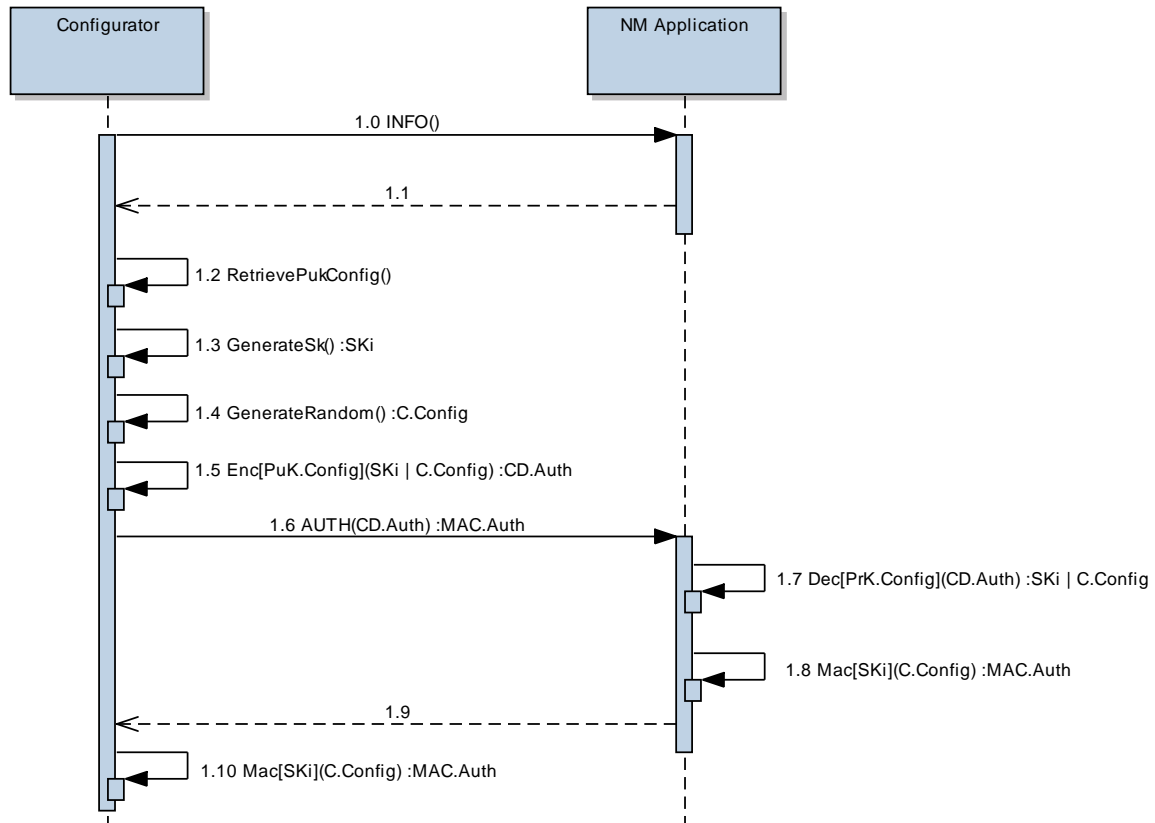 Configurator
NM Application
1.0 INFO()
1.1
1.2 RetrievePukConfig()
1.3 GenerateSk() :SKi
1.4 GenerateRandom() :C.Config
1.5 Enc[PuK.Config](SKi | C.Config) :CD.Auth
1.6 AUTH(CD.Auth) :MAC.Auth
1.7 Dec[PrK.Config](CD.Auth) :SKi | C.Config
1.8 Mac[SKi](C.Config) :MAC.Auth
1.9
1.10 Mac[SKi](C.Config) :MAC.Auth